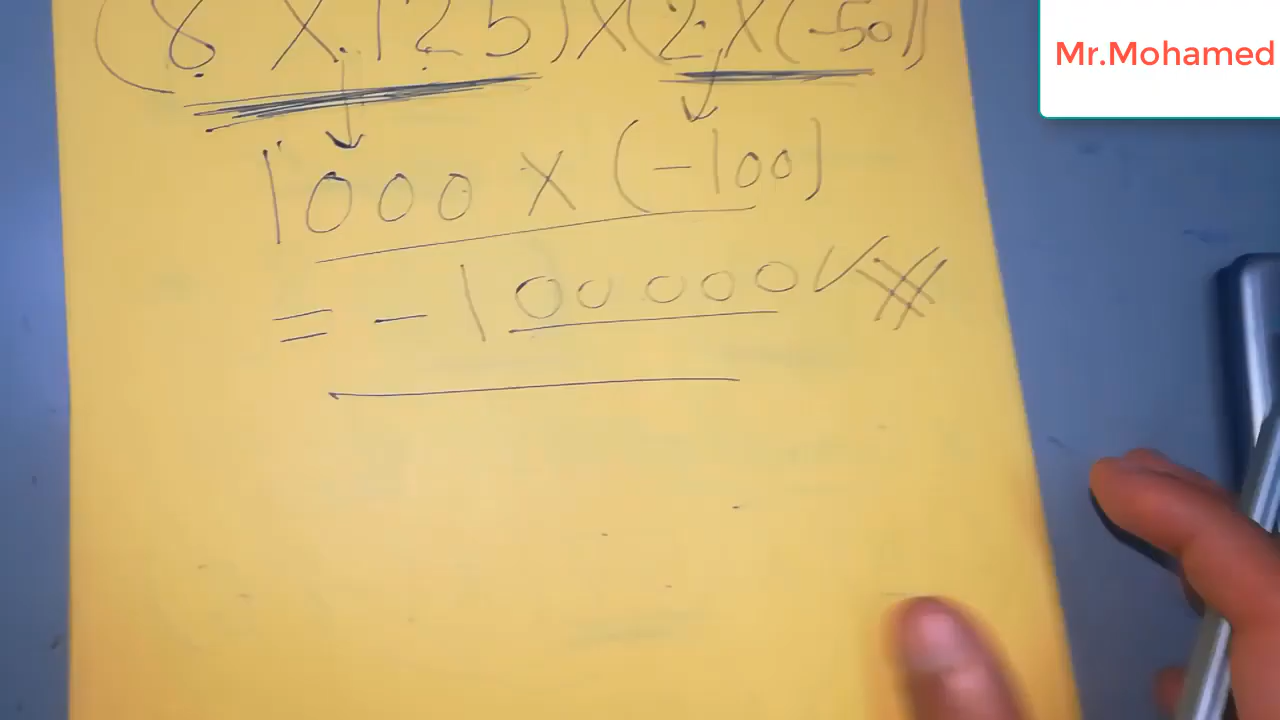 (8 X 125) X (2 X (-50))
Mr.Mohamed
1000 X (-100)
= - 100000